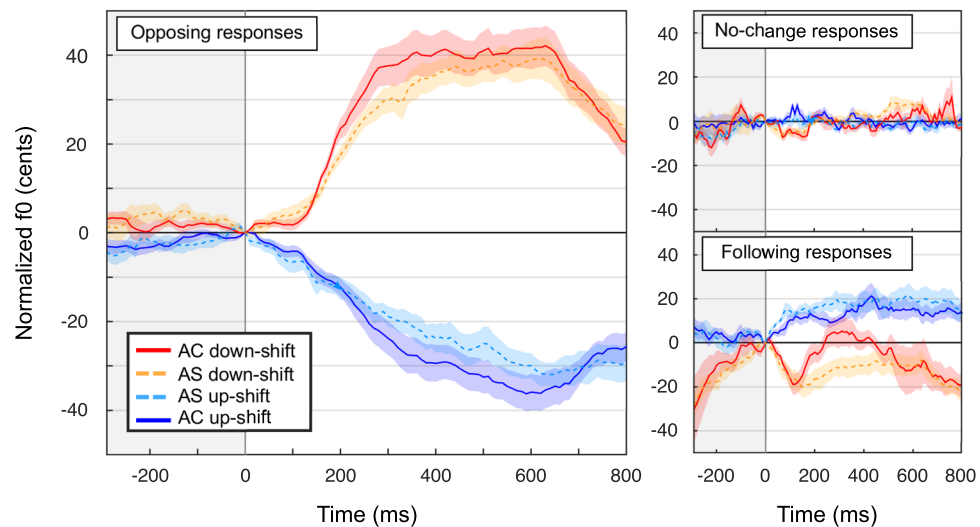 Opposing responses
Normalized f0 (cents)
40
20
0
-20
-40
AC down-shift
AS down-shift
AS up-shift
AC up-shift
-200
0
200
400
600
800
Time (ms)
No-change responses
40
20
0
-20
-40
Following responses
40
20
0
-20
-40
-200
0
200
400
600
800
Time (ms)